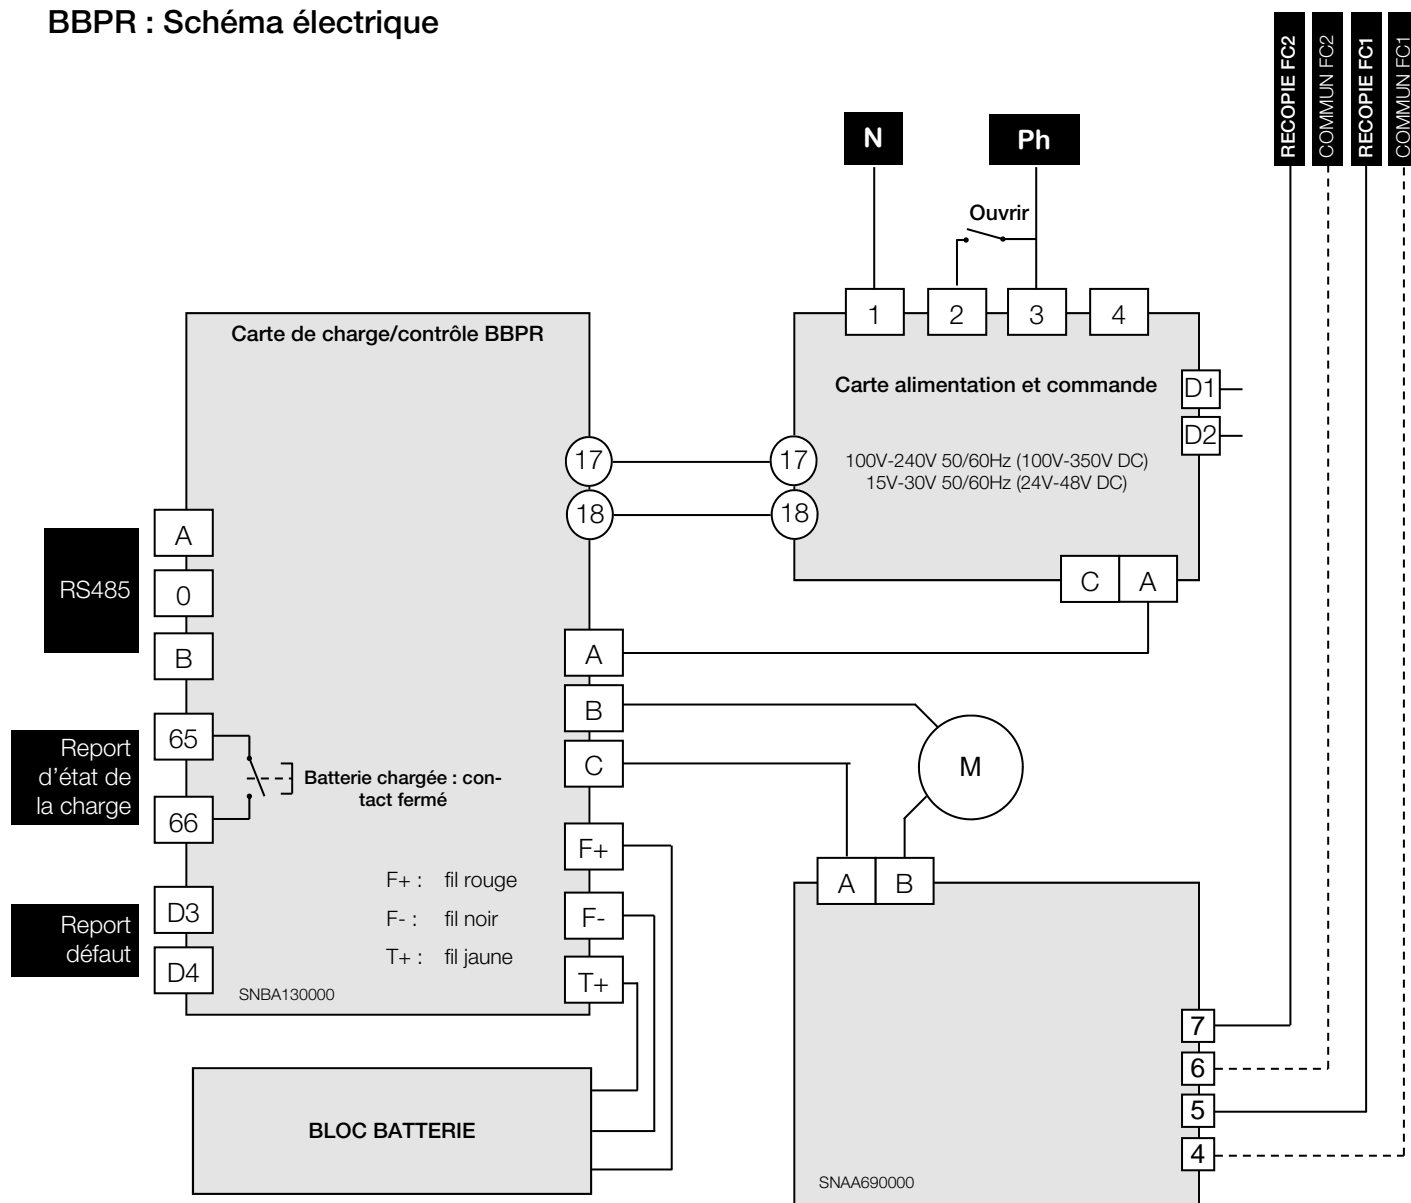 BBPR : Schéma électrique
RECOPIE FC2
COMMUN FC2
RECOPIE FC1
COMMUN FC1
N
Ph
Ouvrir
1
2
3
4
Carte alimentation et commande
100V-240V 50/60Hz (100V-350V DC)
15V-30V 50/60Hz (24V-48V DC)
D1
D2
17
18
C
A
Carte de charge/contrôle BBPR
17
18
RS485
A
0
B
Report
d'état de
la charge
65
66
Batterie chargée : con-
tact fermé
Report
défaut
D3
D4
A
B
C
F+
F-
T+
F+ : fil rouge
F- : fil noir
T+ : fil jaune
SNBA130000
M
A
B
7
6
5
4
SNAA690000
BLOC BATTERIE